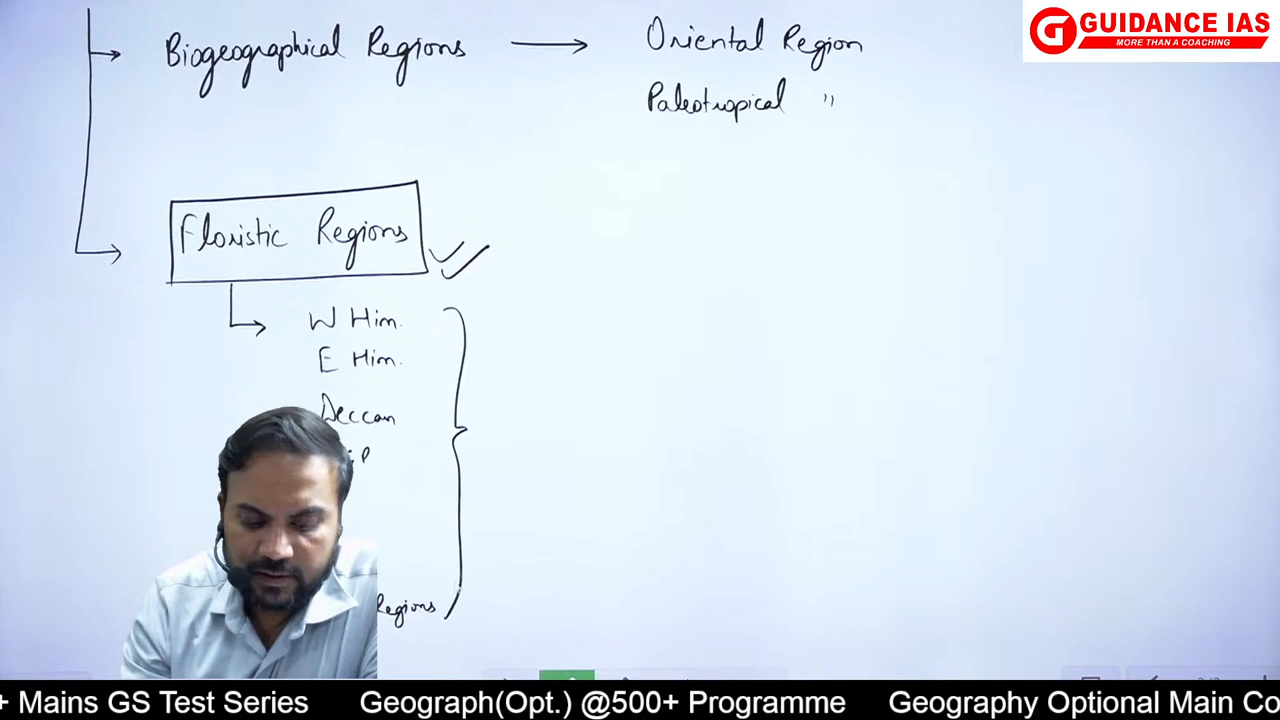 Biogeographical Regions → Oriental Region
Paleotropical "
GUIDANCE IAS
MORE THAN A COACHING
Floristic Regions
W Him.
E Him.
Deccan
Regions
+ Mains GS Test Series Geograph(Opt.) @500+ Programme Geography Optional Main Co